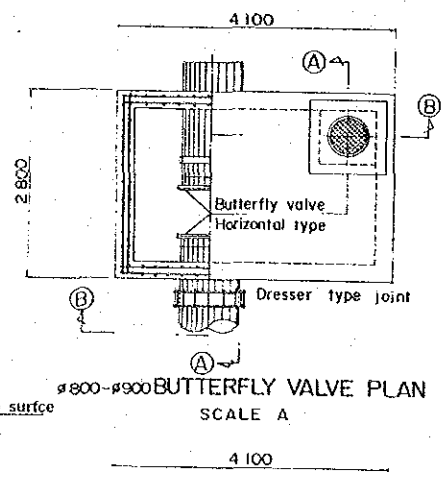 4 100
A
B
2 800
Butterfly valve
Horizontal type
B
Dresser type joint
A
ø800~ø900 BUTTERFLY VALVE PLAN
surfce
SCALE A
4 100